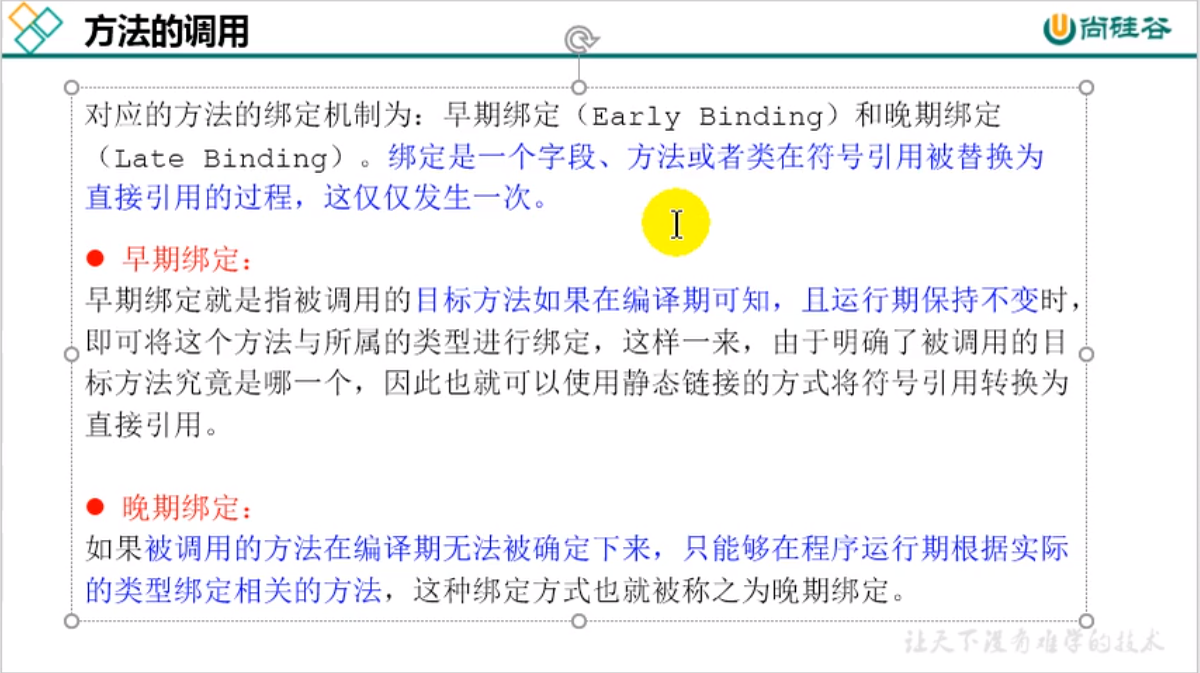 方法的调用
尚硅谷
对应的方法的绑定机制为：早期绑定（Early Binding）和晚期绑定
（Late Binding）。绑定是一个字段、方法或者类在符号引用被替换为
直接引用的过程，这仅仅发生一次。
● 早期绑定：
早期绑定就是指被调用的目标方法如果在编译期可知，且运行期保持不变时，
即可将这个方法与所属的类型进行绑定，这样一来，由于明确了被调用的目
标方法究竟是哪一个，因此也就可以使用静态链接的方式将符号引用转换为
直接引用。
● 晚期绑定：
如果被调用的方法在编译期无法被确定下来，只能够在程序运行期根据实际
的类型绑定相关的方法，这种绑定方式也就被称之为晚期绑定。
让天下没有难学的技术